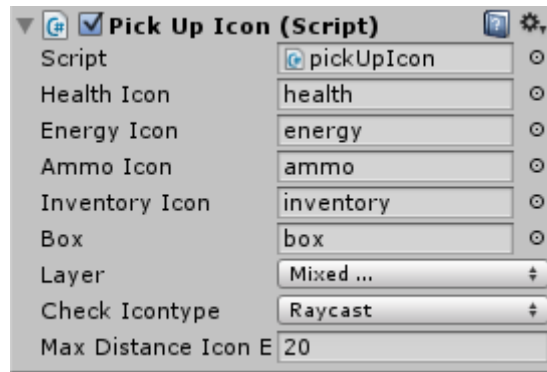 Pick Up Icon (Script)
Script pickUpIcon
Health Icon health
Energy Icon energy
Ammo Icon ammo
Inventory Icon inventory
Box box
Layer Mixed ...
Check Icontype Raycast
Max Distance Icon E 20